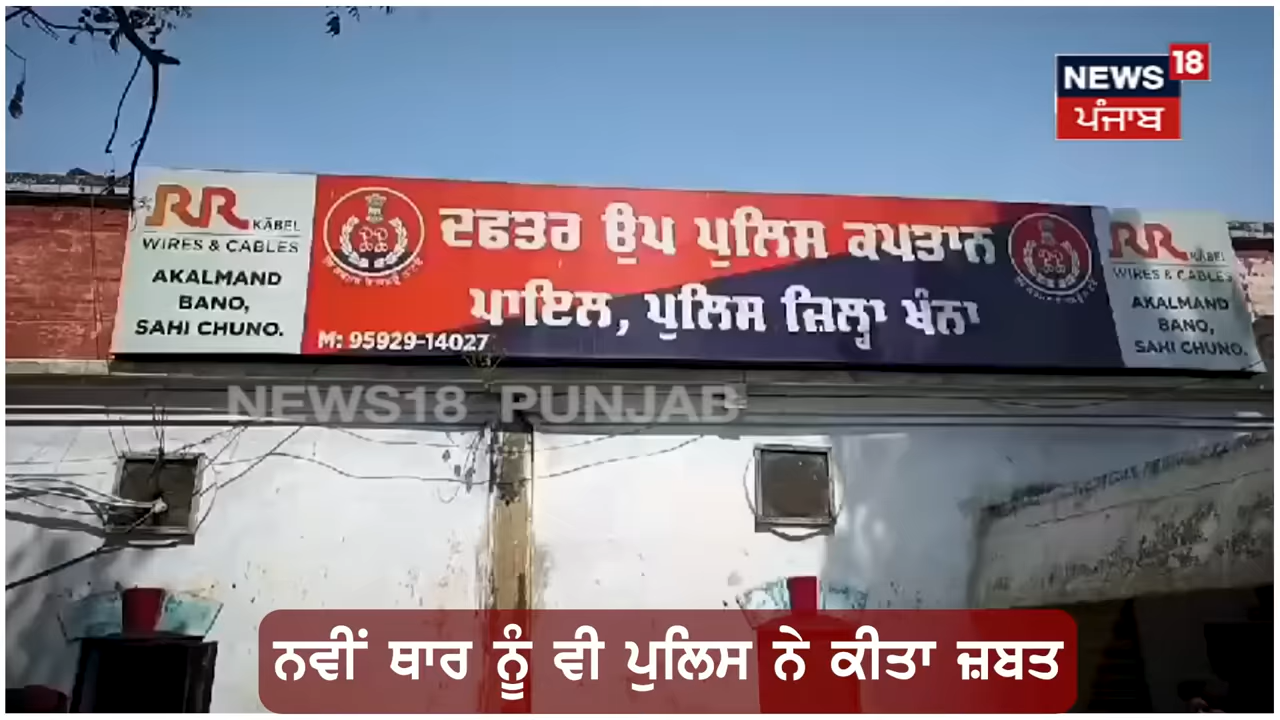 NEWS 18
ਪੰਜਾਬ
RR KABEL
WIRES & CABLES
AKALMAND
BANO,
SAHI CHUNO.
ਦਫਤਰ ਉਪ ਪੁਲਿਸ ਕਪਤਾਨ
ਪਾਇਲ, ਪੁਲਿਸ ਜ਼ਿਲ੍ਹਾ ਖੰਨਾ
M: 95929-14027
RR KABEL
WIRES & CABLES
AKALMAND
BANO,
SAHI CHUNO.
NEWS18 PUNJAB
ਨਵੀਂ ਥਾਰ ਨੂੰ ਵੀ ਪੁਲਿਸ ਨੇ ਕੀਤਾ ਜ਼ਬਤ